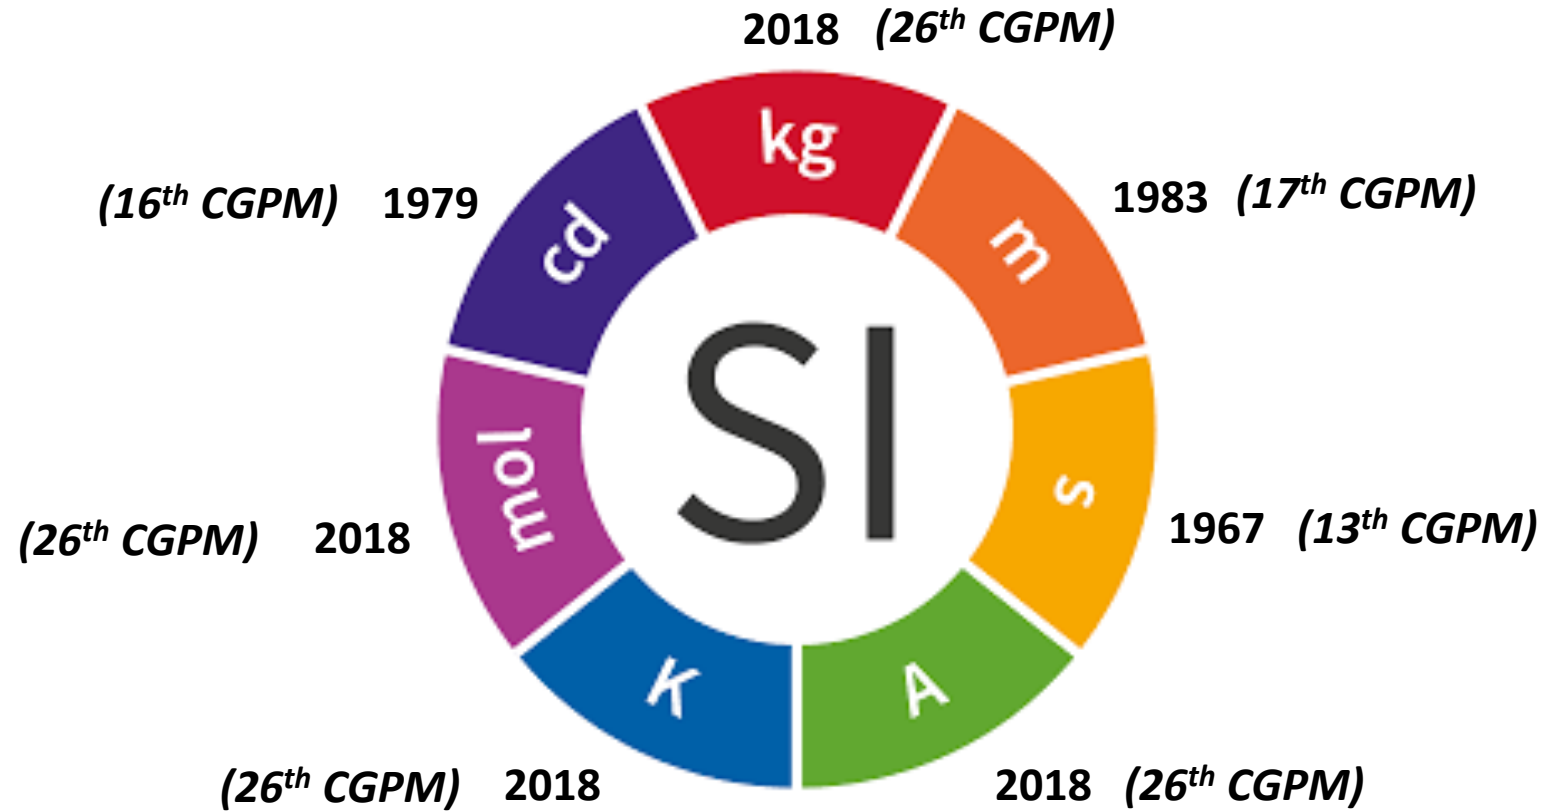 2018 (26th CGPM)
kg
(16th CGPM) 1979
cd
m
1983 (17th CGPM)
SI
mol
s
(26th CGPM) 2018
1967 (13th CGPM)
K
A
(26th CGPM) 2018
2018 (26th CGPM)